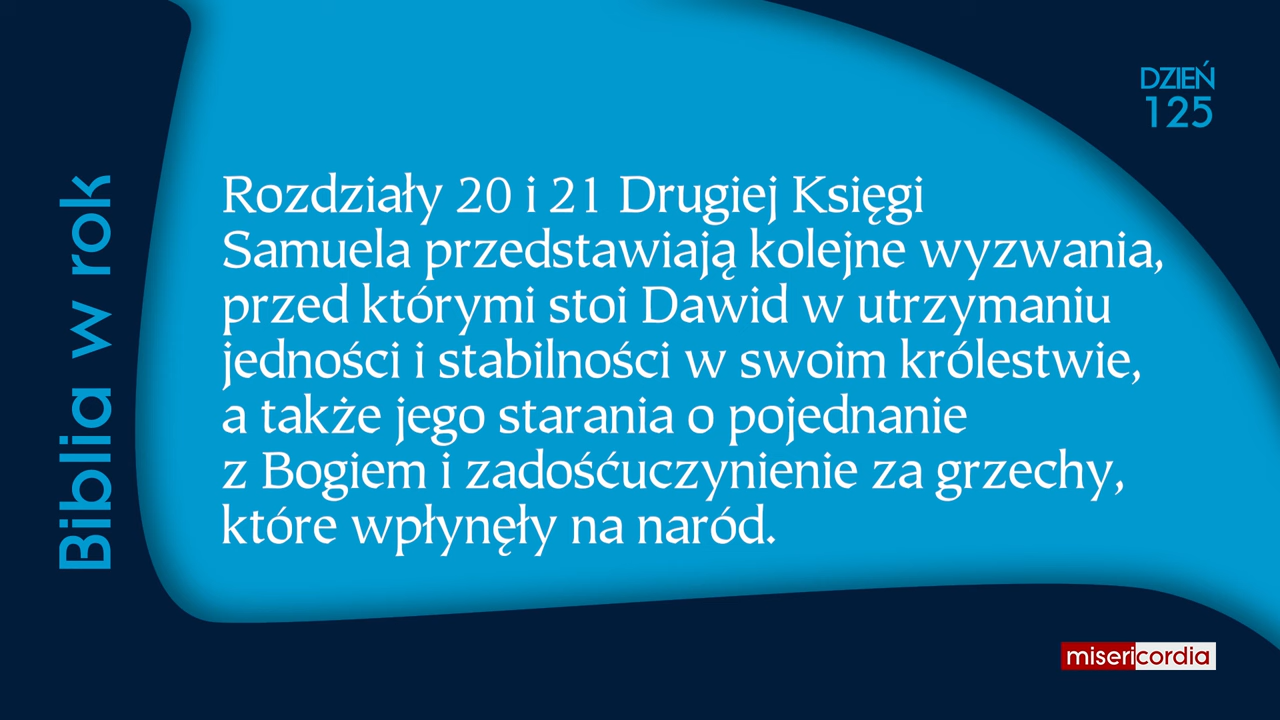 DZIEŃ
125
Biblia w rok
Rozdziały 20 i 21 Drugiej Księgi
Samuela przedstawiają kolejne wyzwania,
przed którymi stoi Dawid w utrzymaniu
jedności i stabilności w swoim królestwie,
a także jego starania o pojednanie
z Bogiem i zadośćuczynienie za grzechy,
które wpłynęły na naród.
misericordia